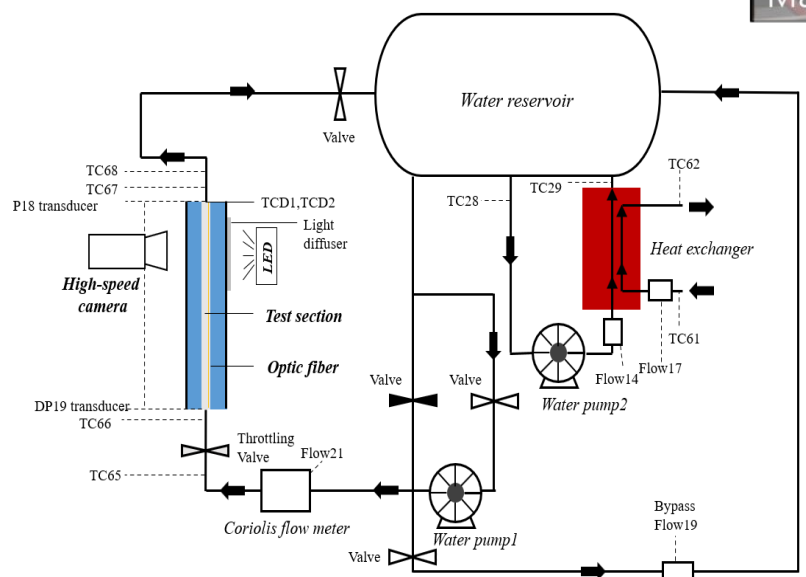 Water reservoir
Valve
TC68
TC67
P18 transducer
TCD1,TCD2
Light
diffuser
LED
High-speed
camera
Test section
Optic fiber
DP19 transducer
TC66
Throttling
Valve
TC65
Flow21
Coriolis flow meter
Water pump1
Valve
Valve
Valve
TC28
TC29
TC62
Heat exchanger
TC61
Flow17
Flow14
Water pump2
Bypass
Flow19